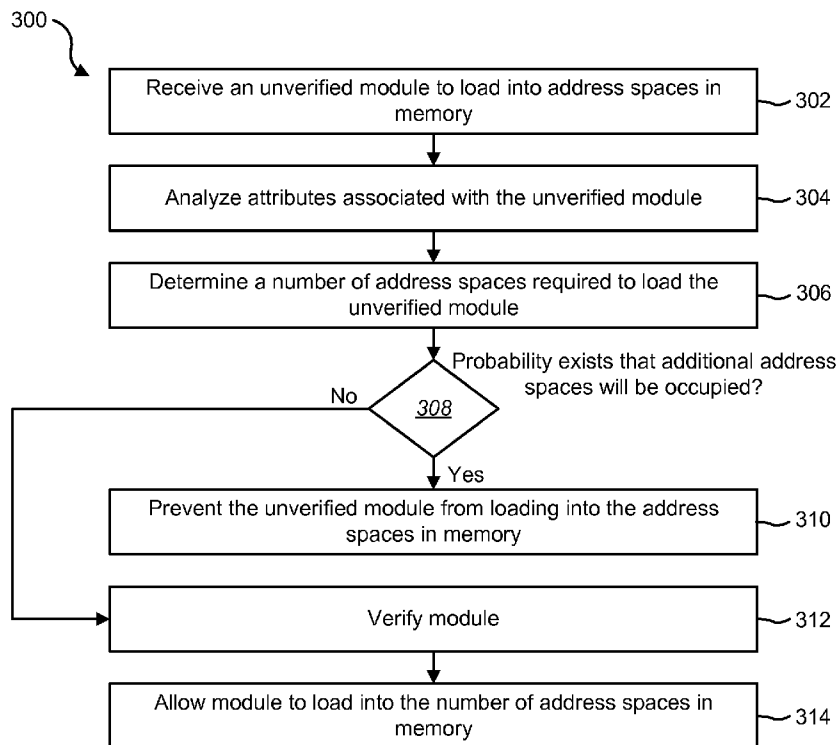 300
Receive an unverified module to load into address spaces in
memory
302
Analyze attributes associated with the unverified module
304
Determine a number of address spaces required to load the
unverified module
306
Probability exists that additional address
spaces will be occupied?
No
308
Yes
Prevent the unverified module from loading into the address
spaces in memory
310
Verify module
312
Allow module to load into the number of address spaces in
memory
314